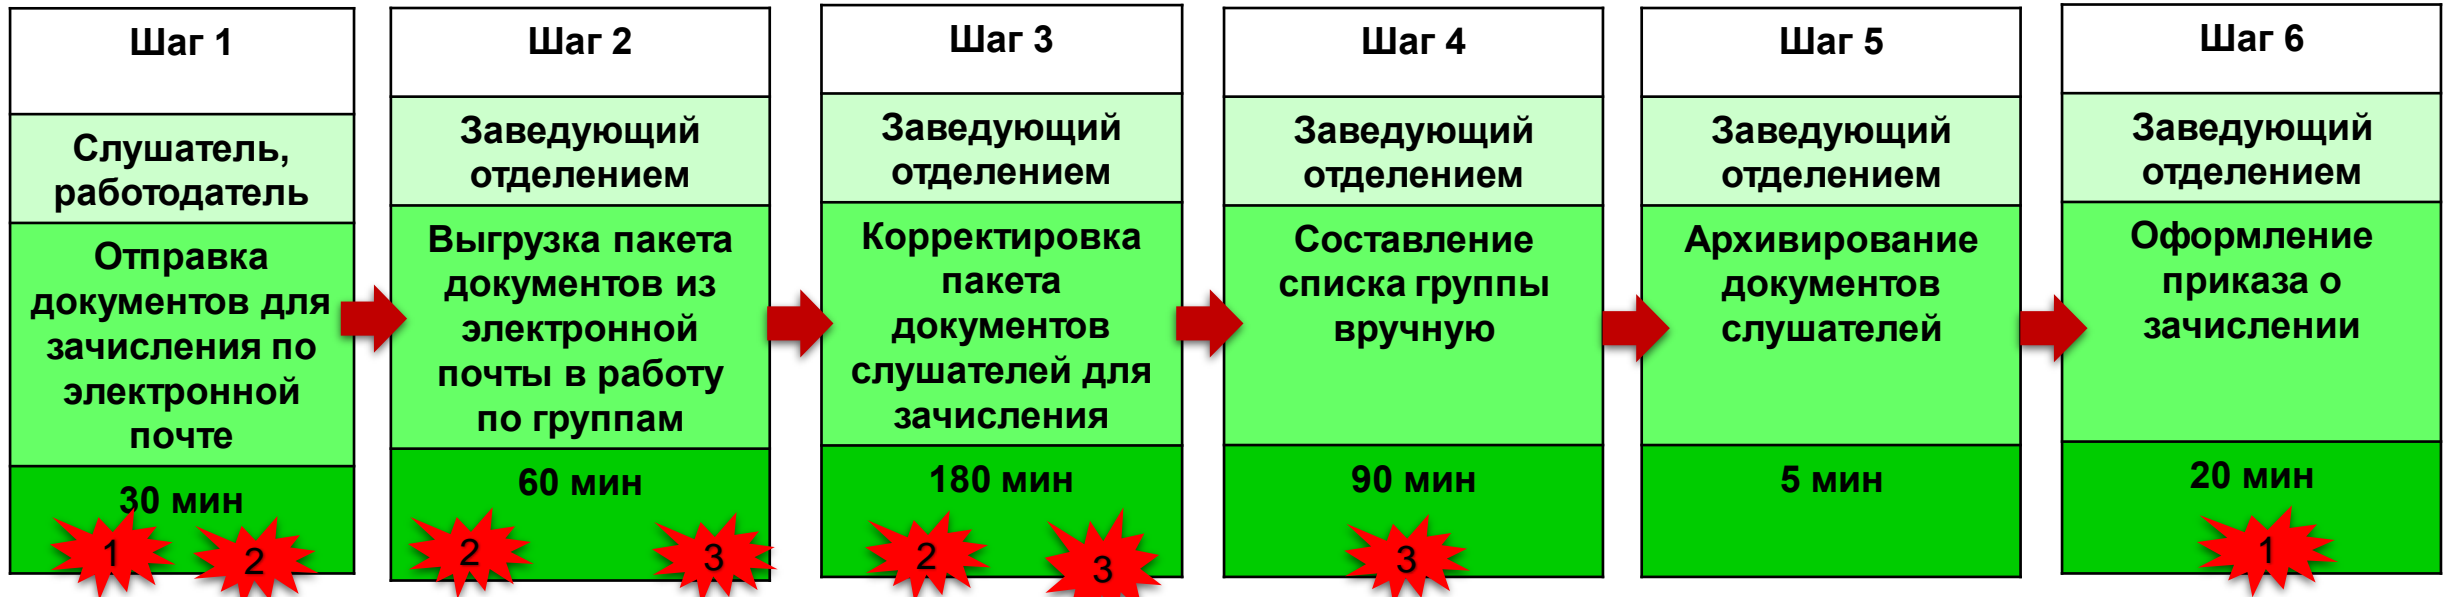 Шаг 1
Слушатель,
работодатель
Отправка
документов для
зачисления по
электронной
почте
30 мин
1
2
Шаг 2
Заведующий
отделением
Выгрузка пакета
документов из
электронной
почты в работу
по группам
60 мин
2
3
Шаг 3
Заведующий
отделением
Корректировка
пакета
документов
слушателей для
зачисления
180 мин
2
3
Шаг 4
Заведующий
отделением
Составление
списка группы
вручную
90 мин
3
Шаг 5
Заведующий
отделением
Архивирование
документов
слушателей
5 мин
Шаг 6
Заведующий
отделением
Оформление
приказа о
зачислении
20 мин
1